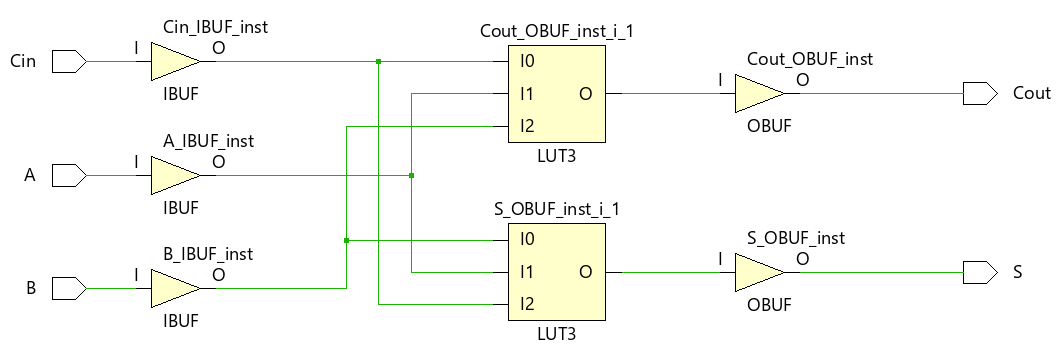 Cin
I
Cin_IBUF_inst
O
IBUF
A
I
A_IBUF_inst
O
IBUF
B
I
B_IBUF_inst
O
IBUF
Cout_OBUF_inst_i_1
I0
I1
I2
O
LUT3
S_OBUF_inst_i_1
I0
I1
I2
O
LUT3
Cout_OBUF_inst
I
O
OBUF
Cout
S_OBUF_inst
I
O
OBUF
S